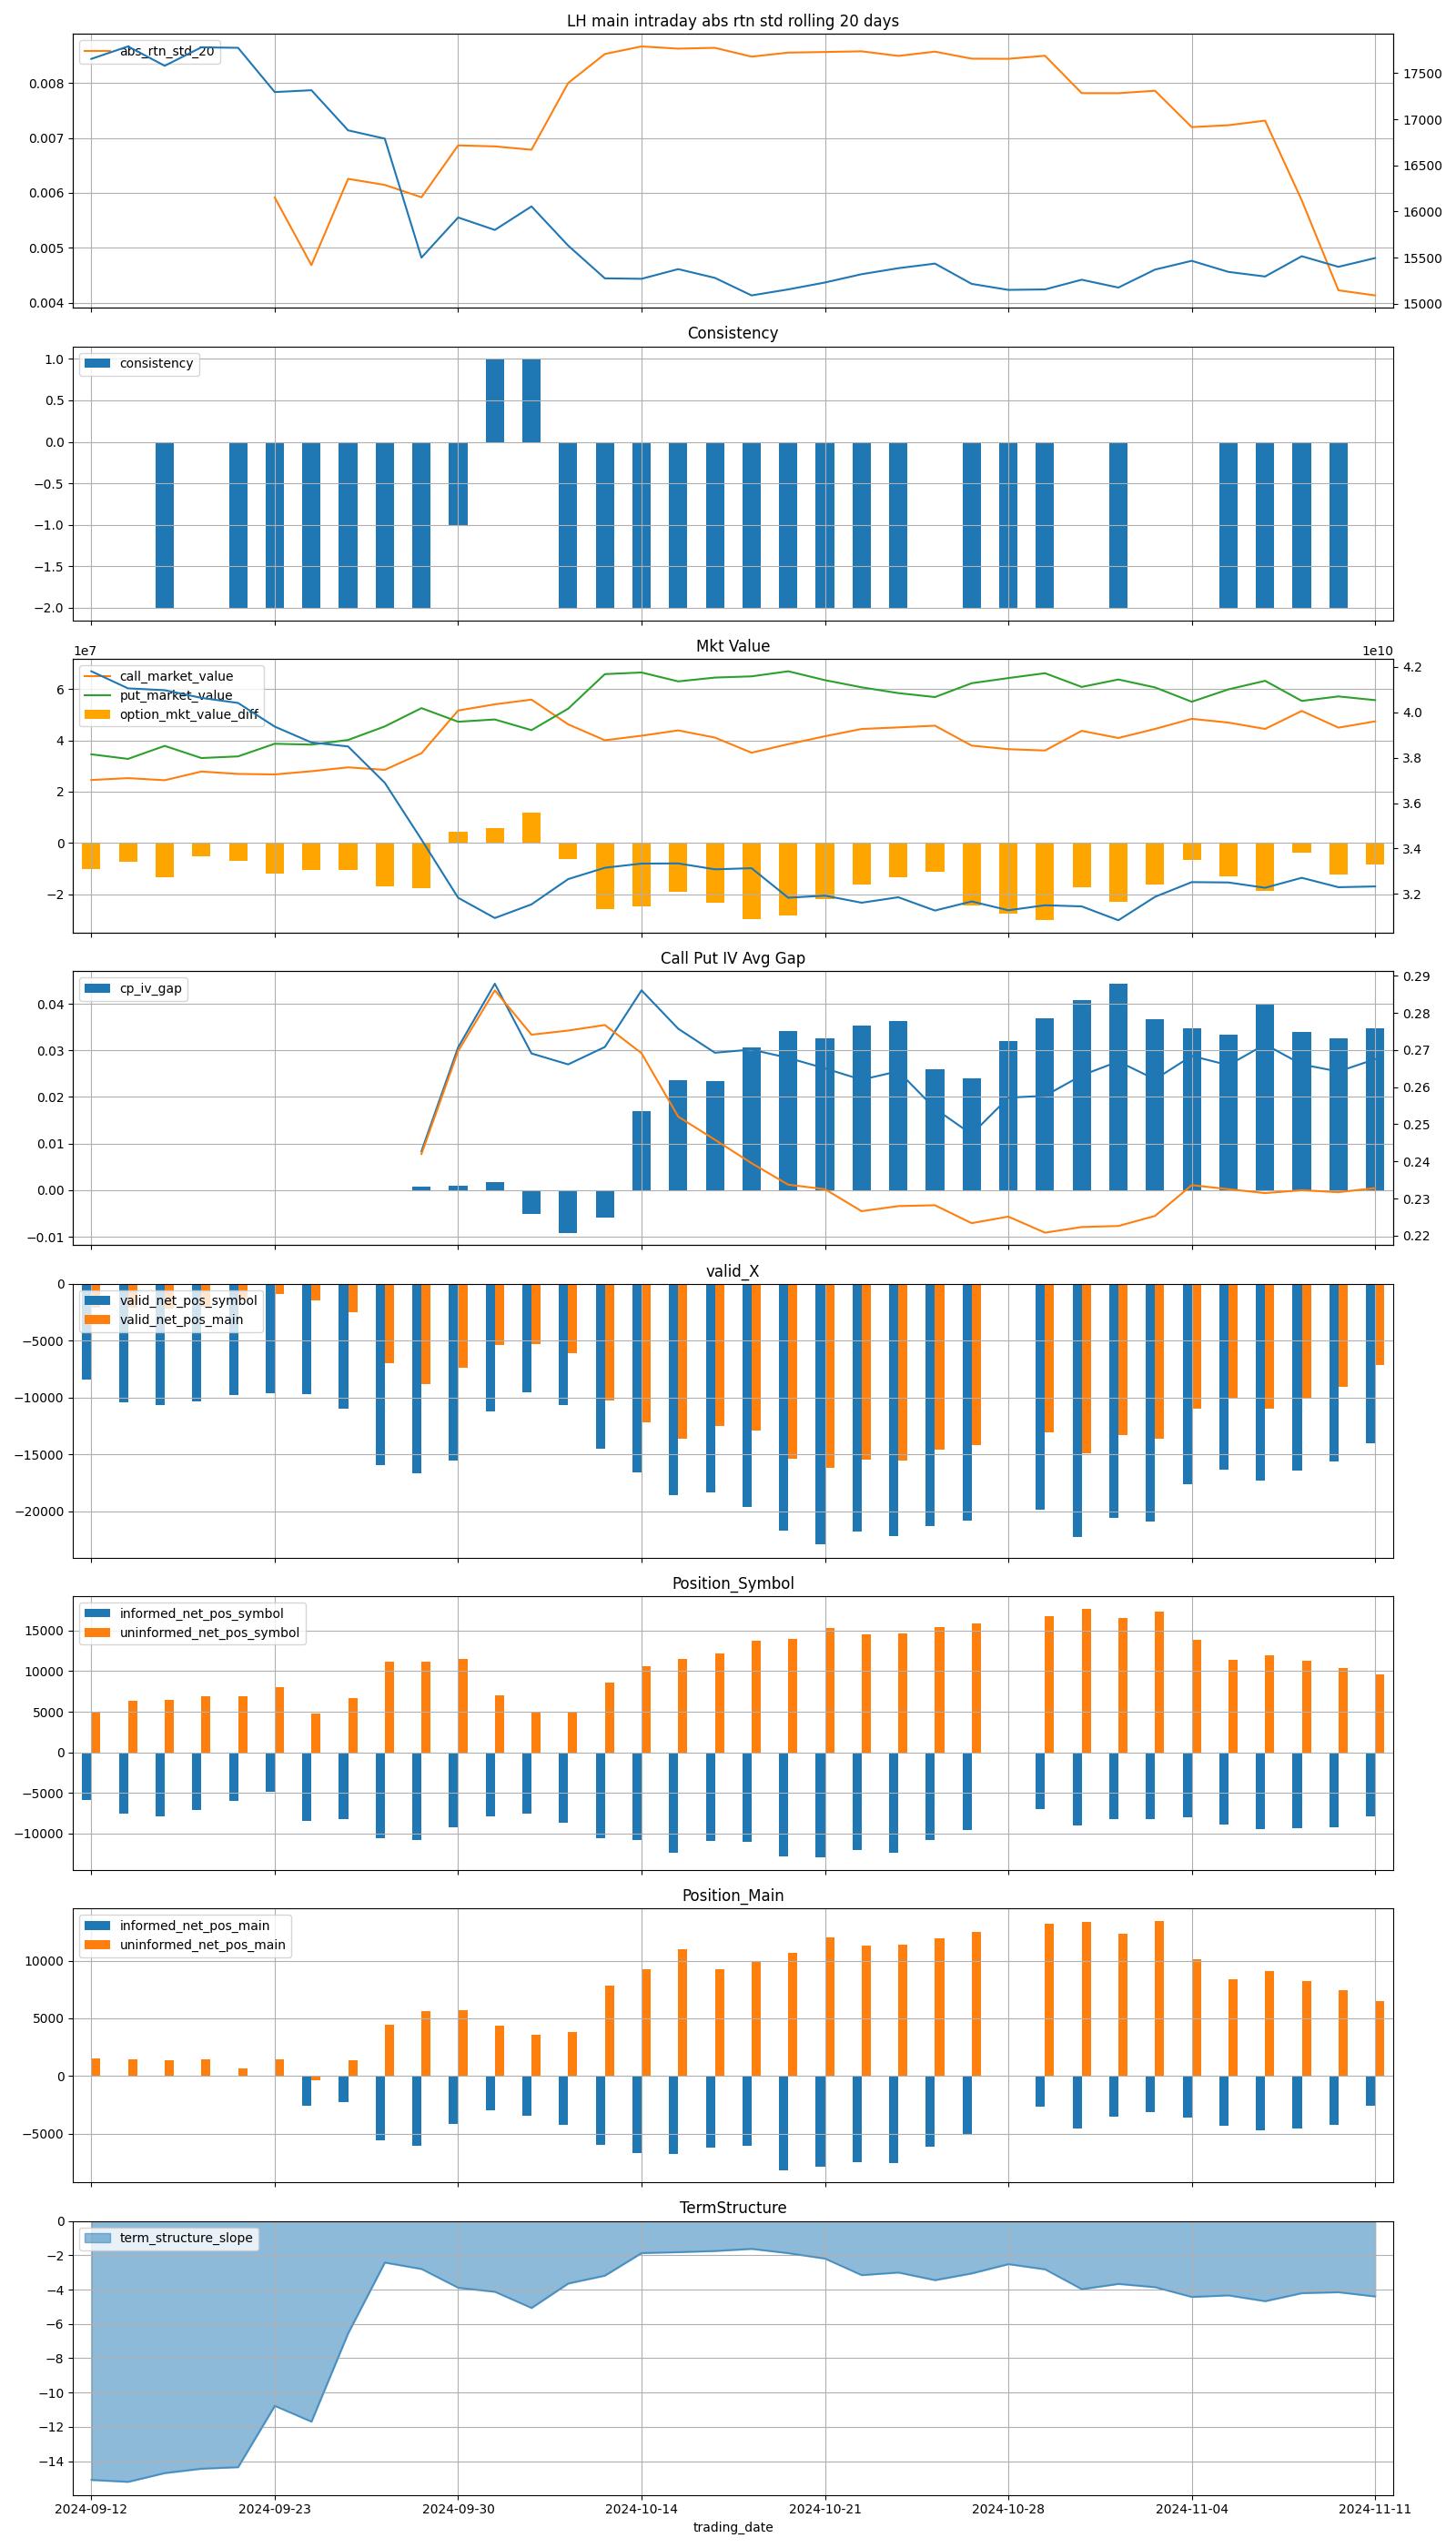 LH main intraday abs rtn std rolling 20 days
abs_rtn_std_20
0.008
0.007
0.006
0.005
0.004
17500
17000
16500
16000
15500
15000
Consistency
consistency
1.0
0.5
0.0
−0.5
−1.0
−1.5
−2.0
Mkt Value
1e7
1e10
call_market_value
put_market_value
option_mkt_value_diff
6
4
2
0
−2
4.2
4.0
3.8
3.6
3.4
3.2
Call Put IV Avg Gap
cp_iv_gap
0.04
0.03
0.02
0.01
0.00
−0.01
0.29
0.28
0.27
0.26
0.25
0.24
0.23
0.22
valid_X
valid_net_pos_symbol
valid_net_pos_main
0
−5000
−10000
−15000
−20000
Position_Symbol
informed_net_pos_symbol
uninformed_net_pos_symbol
15000
10000
5000
0
−5000
−10000
Position_Main
informed_net_pos_main
uninformed_net_pos_main
10000
5000
0
−5000
TermStructure
term_structure_slope
0
−2
−4
−6
−8
−10
−12
−14
2024-09-12 2024-09-23 2024-09-30 2024-10-14 2024-10-21 2024-10-28 2024-11-04 2024-11-11
trading_date